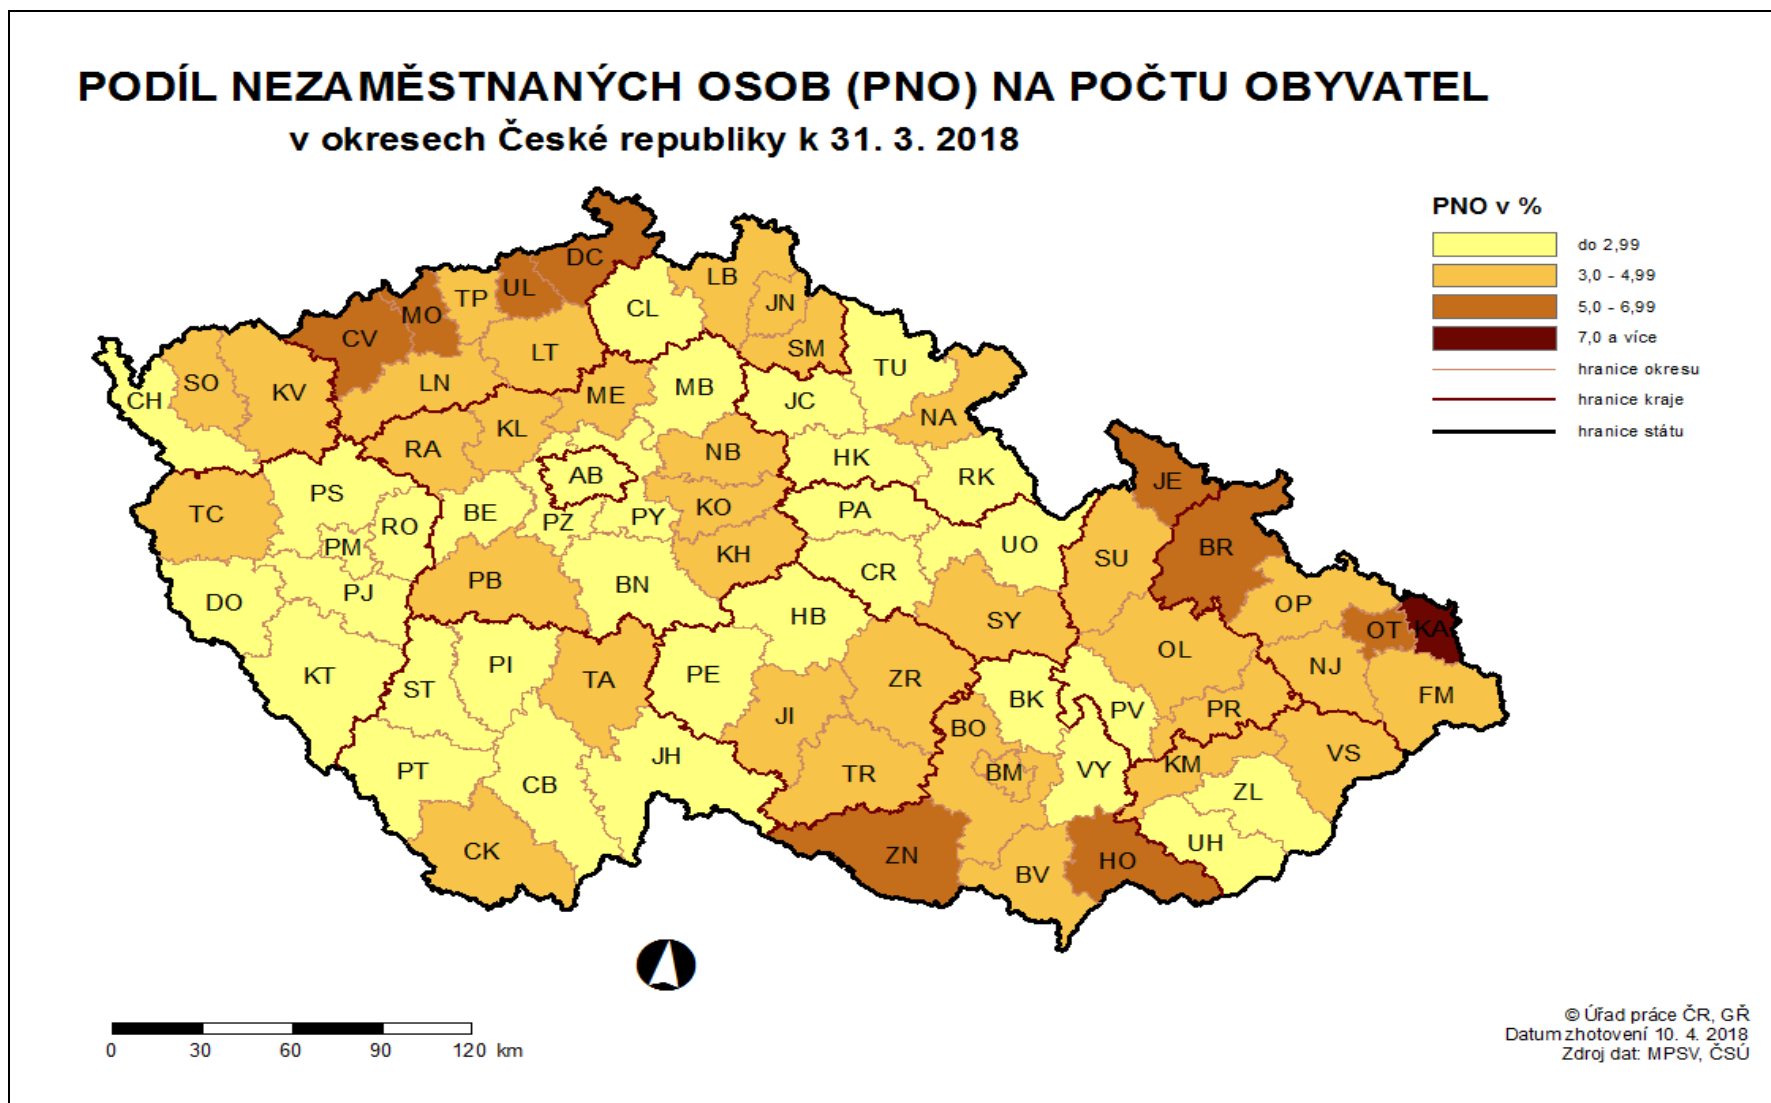 PODÍL NEZAMĚSTNANÝCH OSOB (PNO) NA POČTU OBYVATEL
v okresech České republiky k 31. 3. 2018
PNO v %
do 2,99
3,0 - 4,99
5,0 - 6,99
7,0 a více
hranice okresu
hranice kraje
hranice státu
DC
UL
TP
MO
CV
LT
LN
CL
LB
JN
SM
TU
SO
KV
CH
ME
MB
JC
NA
KL
RA
NB
HK
RK
AB
PS
TC
RO
BE
PZ
PY
KO
PA
JE
PM
KH
UO
SU
BR
PB
BN
CR
DO
PJ
HB
SY
OP
OT
KA
KT
PI
ST
TA
PE
ZR
OL
NJ
FM
BK
PV
PR
JI
BO
PT
CB
JH
TR
BM
VY
KM
VS
ZL
CK
ZN
BV
HO
UH
0 30 60 90 120 km
© Úřad práce ČR, GŘ
Datum zhotovení 10. 4. 2018
Zdroj dat: MPSV, ČSÚ